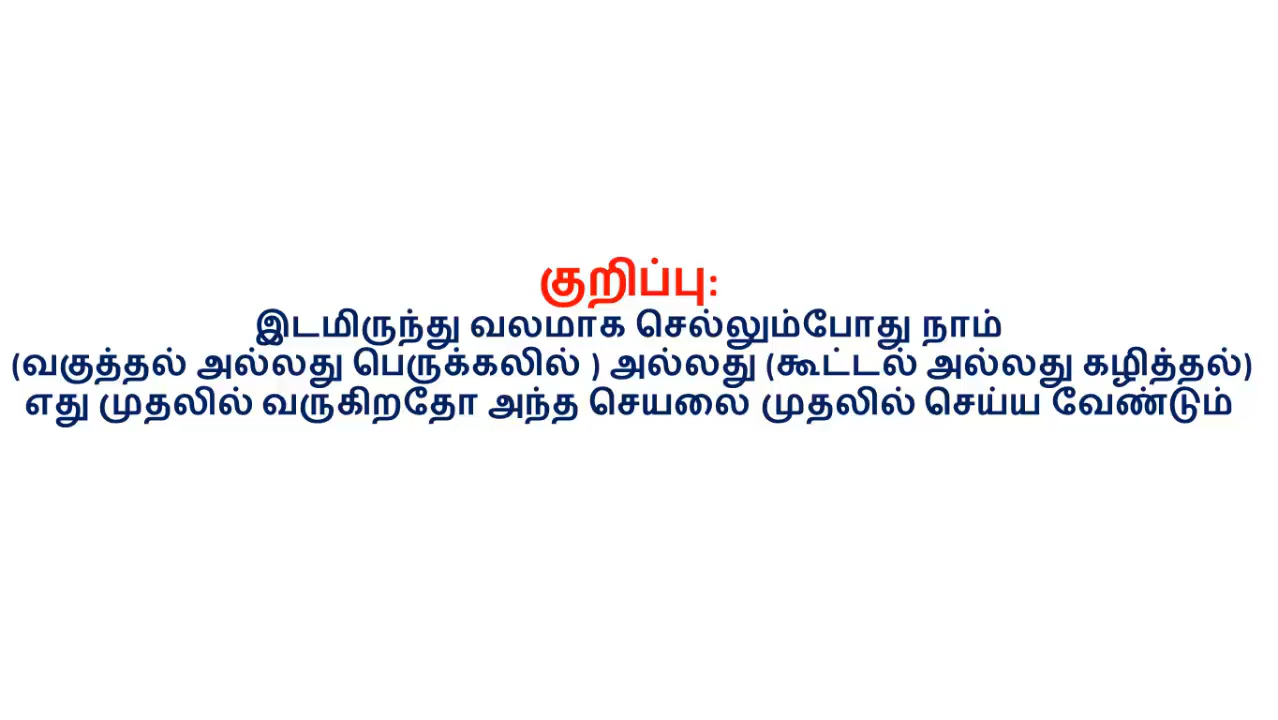 குறிப்பு:
இடமிருந்து வலமாக செல்லும்போது நாம்
(வகுத்தல் அல்லது பெருக்கலில் ) அல்லது (கூட்டல் அல்லது கழித்தல்)
எது முதலில் வருகிறதோ அந்த செயலை முதலில் செய்ய வேண்டும்